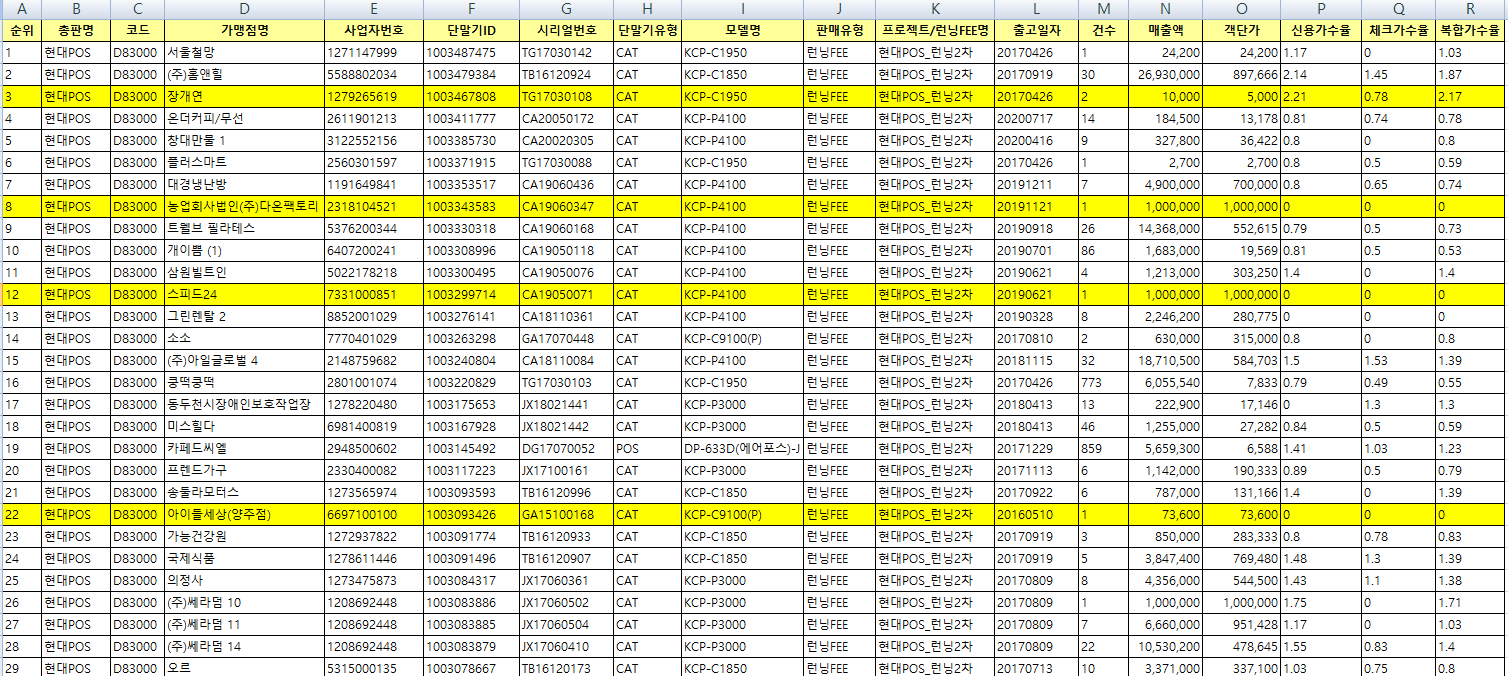 A B C D E F G H I J K L M N O P Q R
순위 총판명 코드 가맹점명 사업자번호 단말기ID 시리얼번호 단말기유형 모델명 판매유형 프로젝트/런닝FEE명 출고일자 건수 매출액 객단가 신용가수율 체크가수율 복합가수율
1 현대POS D83000 서울철망 1271147999 1003487475 TG17030142 CAT KCP-C1950 런닝FEE 현대POS_런닝2차 20170426 1 24,200 24,200 1.17 0 1.03
2 현대POS D83000 (주)홈앤힐 5588802034 1003479384 TB16120924 CAT KCP-C1850 런닝FEE 현대POS_런닝2차 20170919 30 26,930,000 897,666 2.14 1.45 1.87
3 현대POS D83000 장개연 1279265619 1003467808 TG17030108 CAT KCP-C1950 런닝FEE 현대POS_런닝2차 20170426 2 10,000 5,000 2.21 0.78 2.17
4 현대POS D83000 온더커피/무선 2611901213 1003411777 CA20050172 CAT KCP-P4100 런닝FEE 현대POS_런닝2차 20200717 14 184,500 13,178 0.81 0.74 0.78
5 현대POS D83000 창대만물 1 3122552156 1003385730 CA20020305 CAT KCP-P4100 런닝FEE 현대POS_런닝2차 20200416 9 327,800 36,422 0.8 0 0.8
6 현대POS D83000 플러스마트 2560301597 1003371915 TG17030088 CAT KCP-C1950 런닝FEE 현대POS_런닝2차 20170426 1 2,700 2,700 0.8 0.5 0.59
7 현대POS D83000 대경냉난방 1191649841 1003353517 CA19060436 CAT KCP-P4100 런닝FEE 현대POS_런닝2차 20191211 7 4,900,000 700,000 0.8 0.65 0.74
8 현대POS D83000 농업회사법인(주)다온팩토리 2318104521 1003343583 CA19060347 CAT KCP-P4100 런닝FEE 현대POS_런닝2차 20191121 1 1,000,000 1,000,000 0 0 0
9 현대POS D83000 트웰브 필라테스 5376200344 1003330318 CA19060168 CAT KCP-P4100 런닝FEE 현대POS_런닝2차 20190918 26 14,368,000 552,615 0.79 0.5 0.73
10 현대POS D83000 개이쁨 (1) 6407200241 1003308996 CA19050118 CAT KCP-P4100 런닝FEE 현대POS_런닝2차 20190701 86 1,683,000 19,569 0.81 0.5 0.53
11 현대POS D83000 삼원빌트인 5022178218 1003300495 CA19050076 CAT KCP-P4100 런닝FEE 현대POS_런닝2차 20190621 4 1,213,000 303,250 1.4 0 1.4
12 현대POS D83000 스피드24 7331000851 1003299714 CA19050071 CAT KCP-P4100 런닝FEE 현대POS_런닝2차 20190621 1 1,000,000 1,000,000 0 0 0
13 현대POS D83000 그린렌탈 2 8852001029 1003276141 CA18110361 CAT KCP-P4100 런닝FEE 현대POS_런닝2차 20190328 8 2,246,200 280,775 0 0 0
14 현대POS D83000 소소 7770401029 1003263298 GA17070448 CAT KCP-C9100(P) 런닝FEE 현대POS_런닝2차 20170810 2 630,000 315,000 0.8 0 0.8
15 현대POS D83000 (주)아일글로벌 4 2148759682 1003240804 CA18110084 CAT KCP-P4100 런닝FEE 현대POS_런닝2차 20181115 32 18,710,500 584,703 1.5 1.53 1.39
16 현대POS D83000 쿵떡쿵떡 2801001074 1003220829 TG17030103 CAT KCP-C1950 런닝FEE 현대POS_런닝2차 20170426 773 6,055,540 7,833 0.79 0.49 0.55
17 현대POS D83000 동두천시장애인보호작업장 1278220480 1003175653 JX18021441 CAT KCP-P3000 런닝FEE 현대POS_런닝2차 20180413 13 222,900 17,146 0 1.3 1.3
18 현대POS D83000 미스힐다 6981400819 1003167928 JX18021442 CAT KCP-P3000 런닝FEE 현대POS_런닝2차 20180413 46 1,255,000 27,282 0.84 0.5 0.59
19 현대POS D83000 카페드씨엘 2948500602 1003145492 DG17070052 POS DP-633D(에어포스)-J 런닝FEE 현대POS_런닝2차 20171229 859 5,659,300 6,588 1.41 1.03 1.23
20 현대POS D83000 프렌드가구 2330400082 1003117223 JX17100161 CAT KCP-P3000 런닝FEE 현대POS_런닝2차 20171113 6 1,142,000 190,333 0.89 0.5 0.79
21 현대POS D83000 송둘라모터스 1273565974 1003093593 TB16120996 CAT KCP-C1850 런닝FEE 현대POS_런닝2차 20170922 6 787,000 131,166 1.4 0 1.39
22 현대POS D83000 아이들세상(양주점) 6697100100 1003093426 GA15100168 CAT KCP-C9100(P) 런닝FEE 현대POS_런닝2차 20160510 1 73,600 73,600 0 0 0
23 현대POS D83000 가능건강원 1272937822 1003091774 TB16120933 CAT KCP-C1850 런닝FEE 현대POS_런닝2차 20170919 3 850,000 283,333 0.8 0.78 0.83
24 현대POS D83000 국제식품 1278611446 1003091496 TB16120907 CAT KCP-C1850 런닝FEE 현대POS_런닝2차 20170919 5 3,847,400 769,480 1.48 1.3 1.39
25 현대POS D83000 의정사 1273475873 1003084317 JX17060361 CAT KCP-P3000 런닝FEE 현대POS_런닝2차 20170809 8 4,356,000 544,500 1.43 1.1 1.38
26 현대POS D83000 (주)쎄라덤 10 1208692448 1003083886 JX17060502 CAT KCP-P3000 런닝FEE 현대POS_런닝2차 20170809 1 1,000,000 1,000,000 1.75 0 1.71
27 현대POS D83000 (주)쎄라덤 11 1208692448 1003083885 JX17060504 CAT KCP-P3000 런닝FEE 현대POS_런닝2차 20170809 7 6,660,000 951,428 1.17 0 1.03
28 현대POS D83000 (주)쎄라덤 14 1208692448 1003083879 JX17060410 CAT KCP-P3000 런닝FEE 현대POS_런닝2차 20170809 22 10,530,200 478,645 1.55 0.83 1.4
29 현대POS D83000 오르 5315000135 1003078667 TB16120173 CAT KCP-C1850 런닝FEE 현대POS_런닝2차 20170713 10 3,371,000 337,100 1.03 0.75 0.8